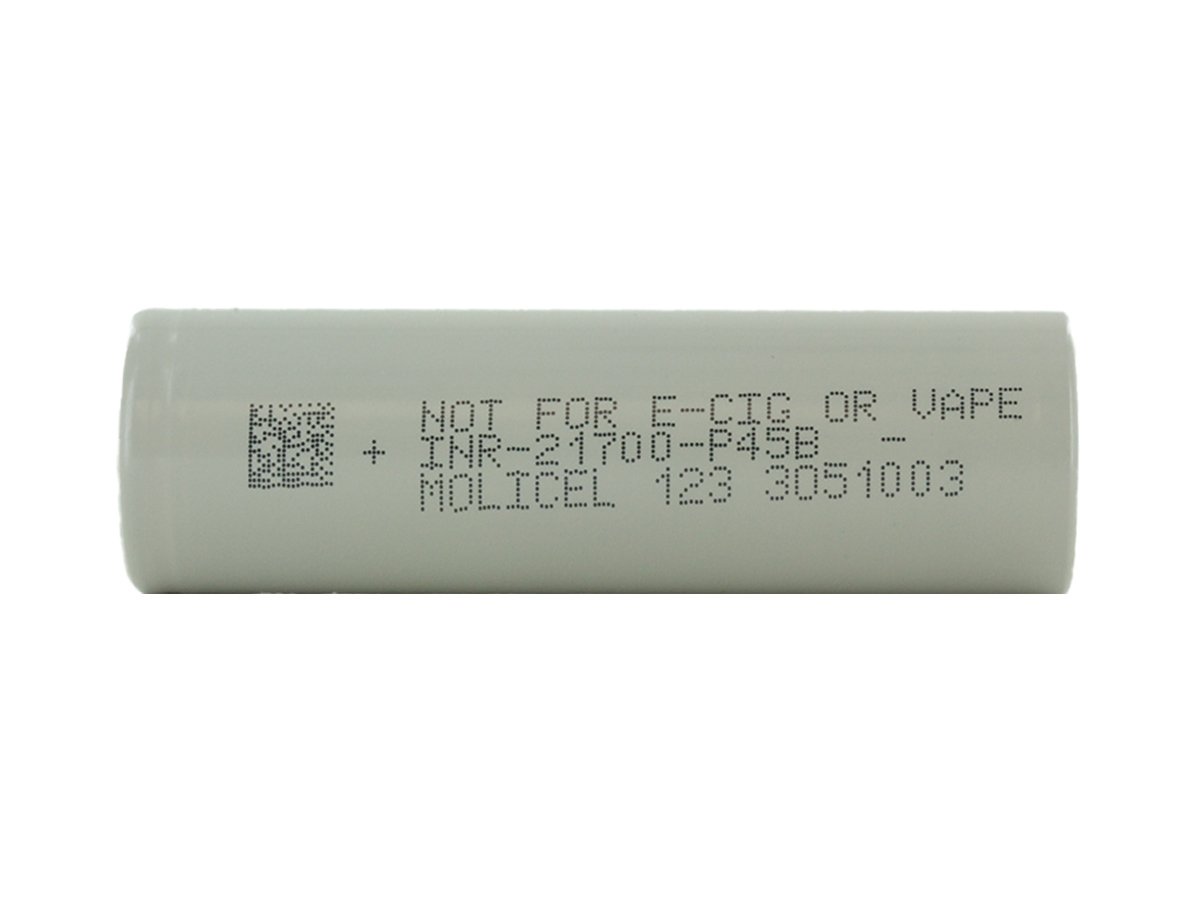 NOT FOR E-CIG OR VAPE
+ INR-21700-P45B -
MOLICEL 123 3051003